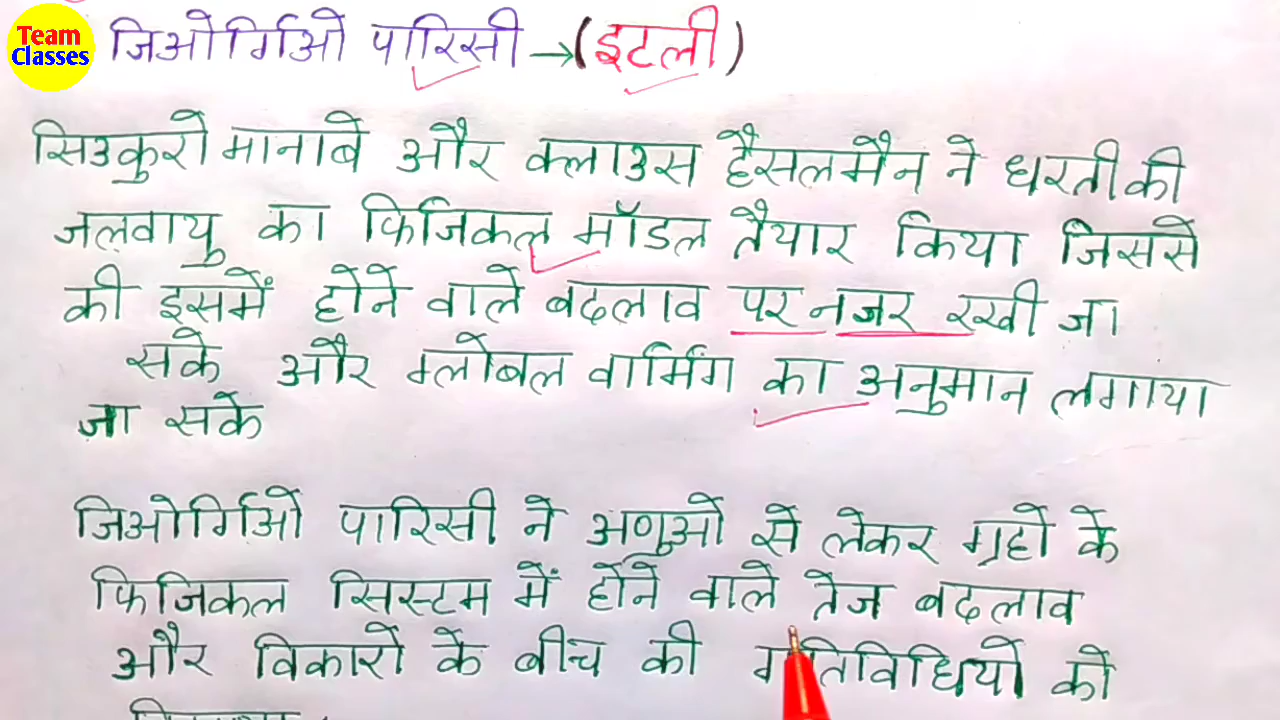 Team
Classes
जिओर्गिओ पारिसी → (इटली)
सिउकुरो मानाबे और क्लाउस हैसलमैन ने धरती की
जलवायु का फिजिकल मॉडल तैयार किया जिससे
की इसमें होने वाले बदलाव पर नजर रखी जा
सके और ग्लोबल वार्मिंग का अनुमान लगाया
जा सके
जिओर्गिओ पारिसी ने अणुओ से लेकर ग्रहो के
फिजिकल सिस्टम में होने वाले तेज बदलाव
और विकारो के बीच की गतिविधियो को